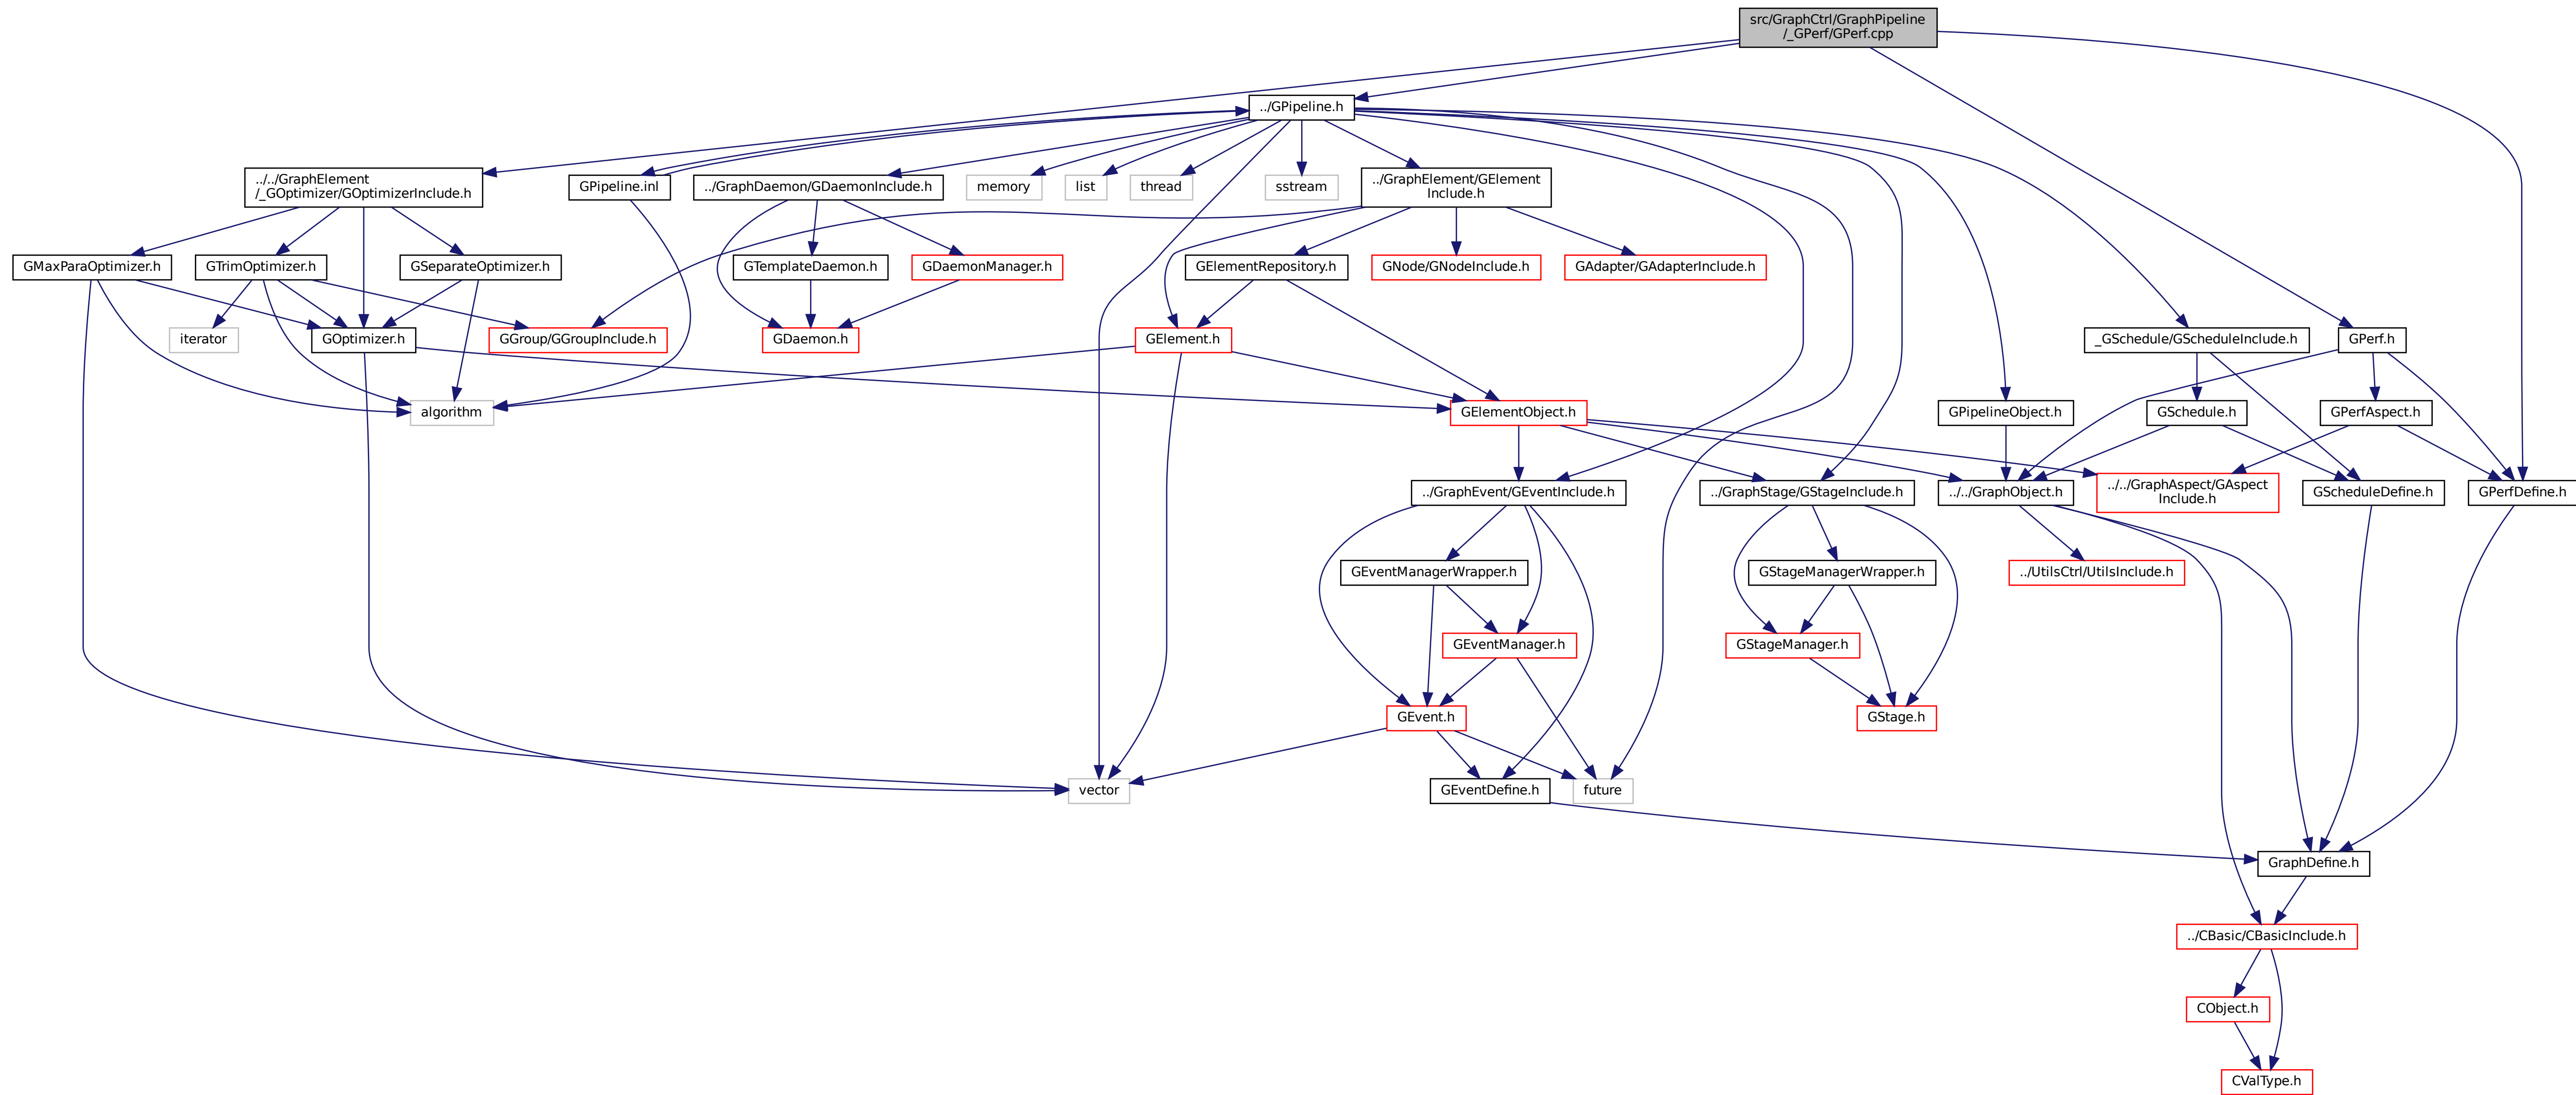 src/GraphCtrl/GraphPipeline
/_GPerf/GPerf.cpp
../GPipeline.h
../../GraphElement
/_GOptimizer/GOptimizerInclude.h
GPipeline.inl
../GraphDaemon/GDaemonInclude.h
memory
list
thread
sstream
../GraphElement/GElement
Include.h
GMaxParaOptimizer.h
GTrimOptimizer.h
GSeparateOptimizer.h
GTemplateDaemon.h
GDaemonManager.h
GElementRepository.h
GNode/GNodeInclude.h
GAdapter/GAdapterInclude.h
iterator
GOptimizer.h
GGroup/GGroupInclude.h
GDaemon.h
GElement.h
_GSchedule/GScheduleInclude.h
GPerf.h
algorithm
GElementObject.h
GPipelineObject.h
GSchedule.h
GPerfAspect.h
../GraphEvent/GEventInclude.h
../GraphStage/GStageInclude.h
../../GraphObject.h
../../GraphAspect/GAspect
Include.h
GScheduleDefine.h
GPerfDefine.h
GEventManagerWrapper.h
GStageManagerWrapper.h
../UtilsCtrl/UtilsInclude.h
GEventManager.h
GStageManager.h
GEvent.h
GStage.h
vector
GEventDefine.h
future
GraphDefine.h
../CBasic/CBasicInclude.h
CObject.h
CValType.h